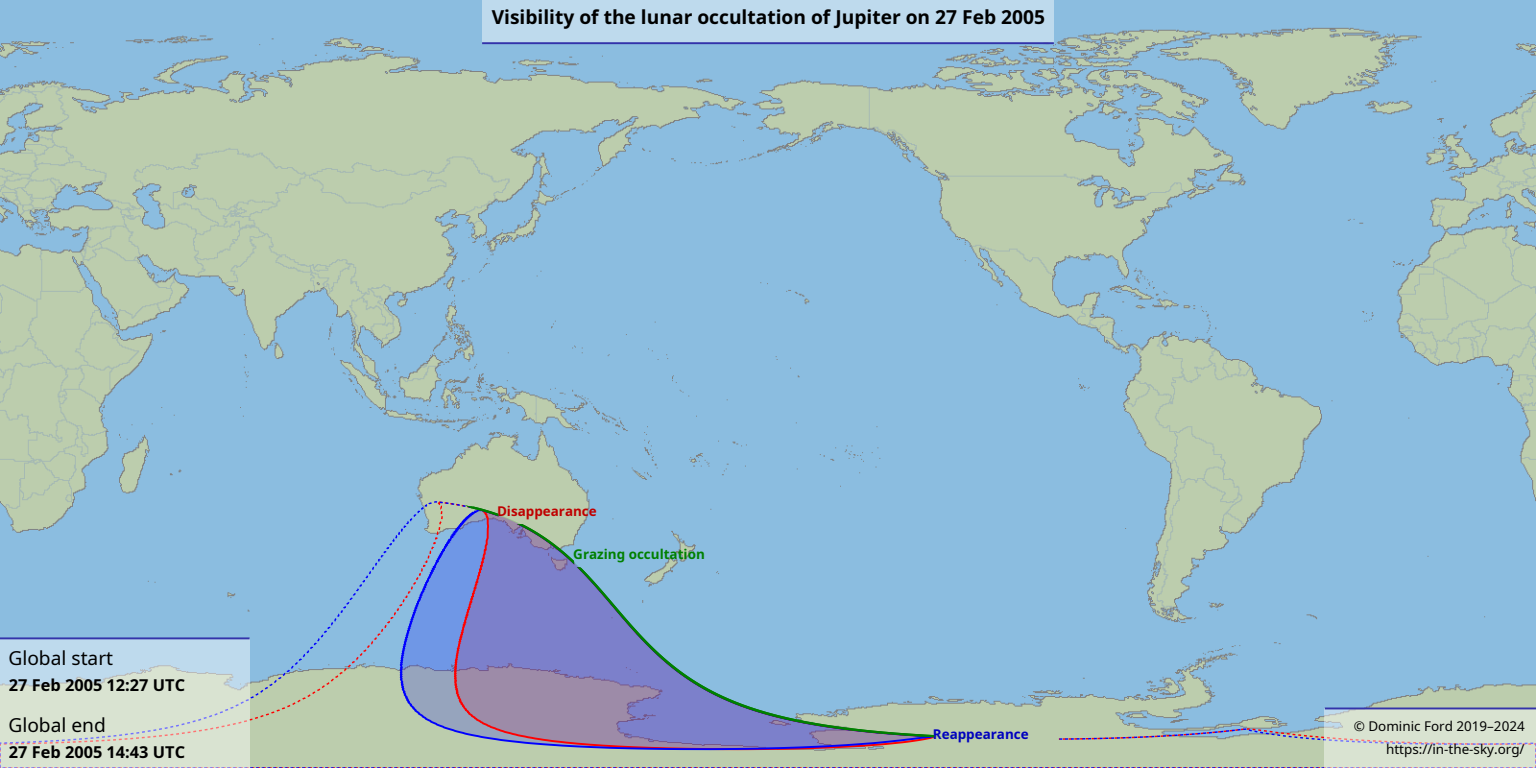 Visibility of the lunar occultation of Jupiter on 27 Feb 2005
Disappearance
Grazing occultation
Reappearance
Global start
27 Feb 2005 12:27 UTC
Global end
27 Feb 2005 14:43 UTC
© Dominic Ford 2019–2024
https://in-the-sky.org/